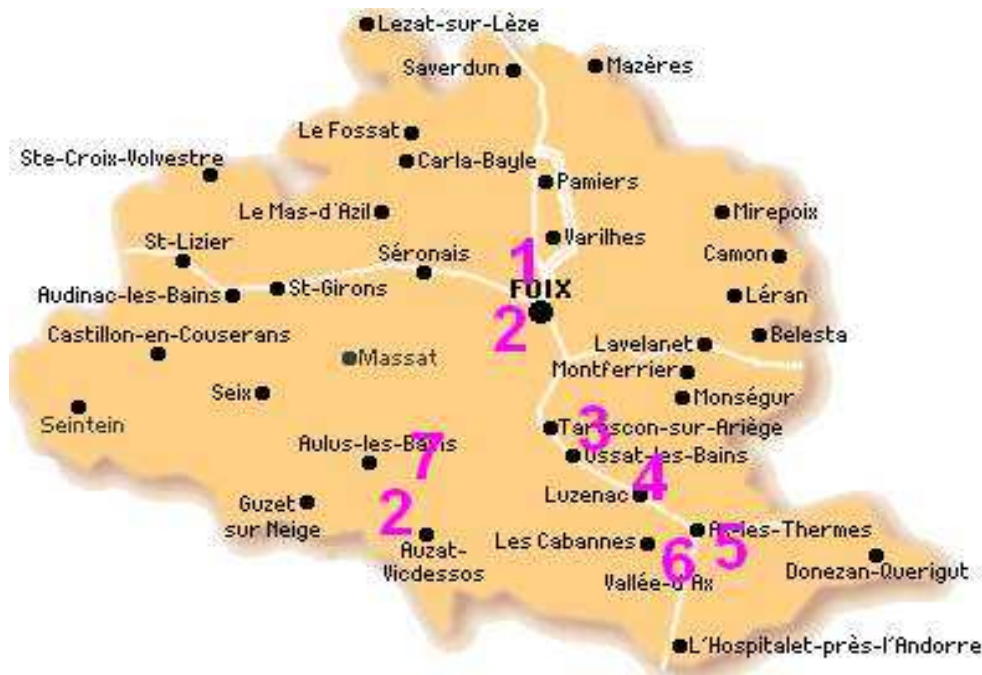 Lezat-sur-Lèze
Saverdun
Mazères
Le Fossat
Ste-Croix-Volvestre
Carla-Bayle
Pamiers
Le Mas-d'Azil
Mirepoix
St-Lizier
Varilhes
Séronais
1
Camon
Audinac-les-Bains
St-Girons
FOIX
Léran
Castillon-en-Couserans
2
Belesta
Massat
Lavelanet
Montferrier
Seix
Monségur
Seintein
3
Tarascon-sur-Ariège
Aulus-les-Bains
7
Ussat-les-Bains
4
Luzenac
Guzet
sur Neige
2
Ax-les-Thermes
5
Auzat-
Vicdessos
Les Cabannes
6
Vallée-d'Ax
Donezan-Querigut
L'Hospitalet-près-l'Andorre